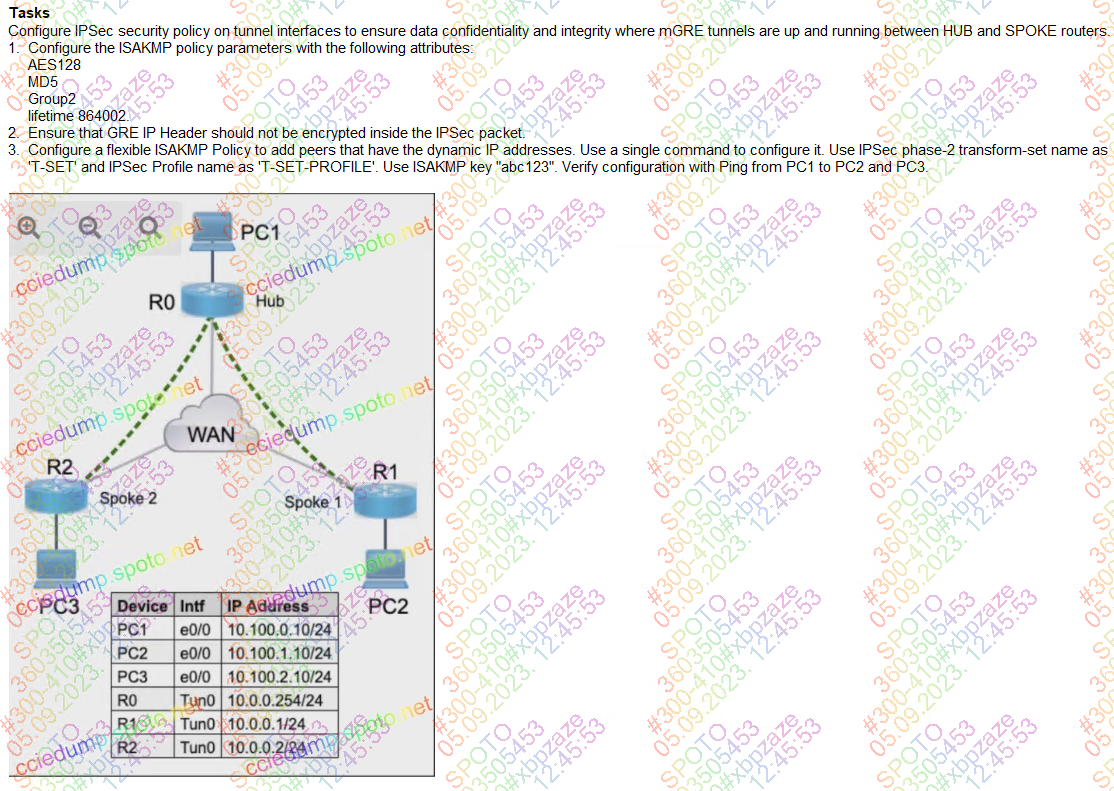 Tasks
Configure IPSec security policy on tunnel interfaces to ensure data confidentiality and integrity where mGRE tunnels are up and running between HUB and SPOKE routers.
1. Configure the ISAKMP policy parameters with the following attributes:
AES128
MD5
Group2
lifetime 864002.
2. Ensure that GRE IP Header should not be encrypted inside the IPSec packet.
3. Configure a flexible ISAKMP Policy to add peers that have the dynamic IP addresses. Use a single command to configure it. Use IPSec phase-2 transform-set name as
'T-SET' and IPSec Profile name as 'T-SET-PROFILE'. Use ISAKMP key "abc123". Verify configuration with Ping from PC1 to PC2 and PC3.
PC1
R0 Hub
WAN
R2 R1
Spoke 2 Spoke 1
PC3 PC2
Device Intf IP Address
PC1 e0/0 10.100.0.10/24
PC2 e0/0 10.100.1.10/24
PC3 e0/0 10.100.2.10/24
R0 Tun0 10.0.0.254/24
R1 Tun0 10.0.0.1/24
R2 Tun0 10.0.0.2/24
cciedump.spoto.net